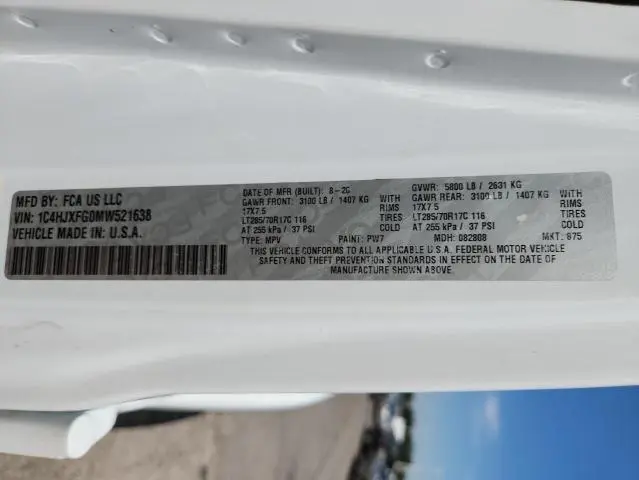 MFD BY: FCA US LLC
VIN: 1C4HJXFG0MW521638
VEHICLE MADE IN: U.S.A.
DATE OF MFR (BUILT): 8-20 GVWR: 5800 LB / 2631 KG
GAWR FRONT: 3100 LB / 1407 KG WITH GAWR REAR: 3100 LB / 1407 KG WITH
17X7.5 RIMS 17X7.5 RIMS
LT285/70R17C 116 TIRES LT285/70R17C 116 TIRES
AT 255 kPa / 37 PSI COLD AT 255 kPa / 37 PSI COLD
TYPE: MPV PAINT: PW7 MDH: 082808 MKT: 875
THIS VEHICLE CONFORMS TO ALL APPLICABLE U.S.A. FEDERAL MOTOR VEHICLE
SAFETY AND THEFT PREVENTION STANDARDS IN EFFECT ON THE DATE OF
MANUFACTURE SHOWN ABOVE.